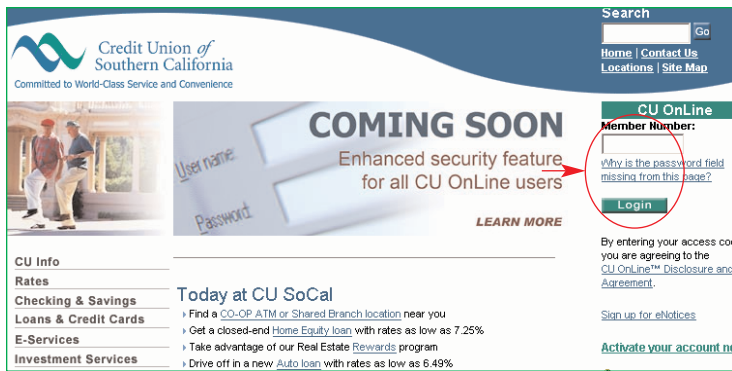 Search
Go
Home | Contact Us
Locations | Site Map
Credit Union of
Southern California
Committed to World-Class Service and Convenience
COMING SOON
Enhanced security feature
for all CU OnLine users
User name:
Password:
LEARN MORE
CU OnLine
Member Number:
Why is the password field
missing from this page?
Login
By entering your access
you are agreeing to the
CU OnLine™ Disclosure and
Agreement.
Sign up for eNotices
Activate your account
CU Info
Rates
Checking & Savings
Loans & Credit Cards
E-Services
Investment Services
Today at CU SoCal
Find a CO-OP ATM or Shared Branch location near you
Get a closed-end Home Equity loan with rates as low as 7.25%
Take advantage of our Real Estate Rewards program
Drive off in a new Auto loan with rates as low as 6.49%